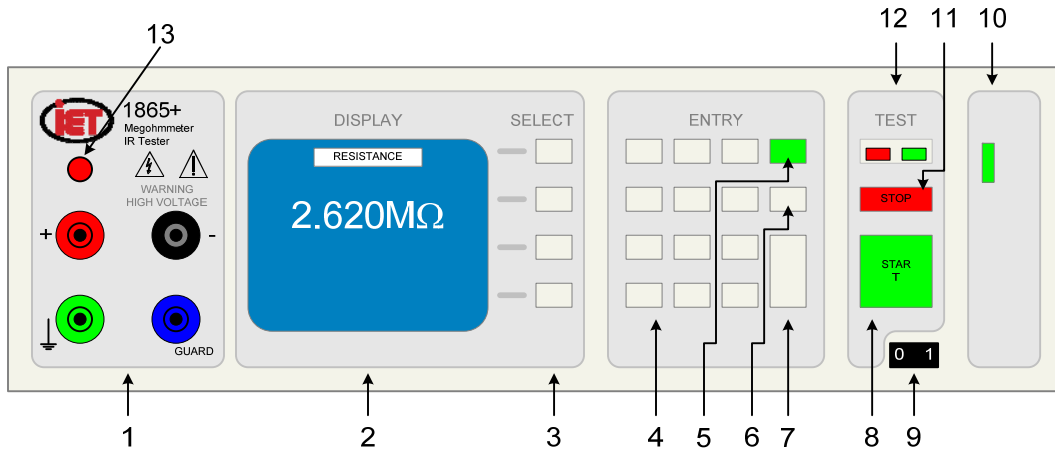 13
12
11
10
IET
1865+
Megohmmeter
IR Tester
WARNING
HIGH VOLTAGE
+
-
GUARD
DISPLAY
RESISTANCE
2.620MΩ
SELECT
ENTRY
TEST
STOP
STAR
T
0 1
1
2
3
4
5
6
7
8
9